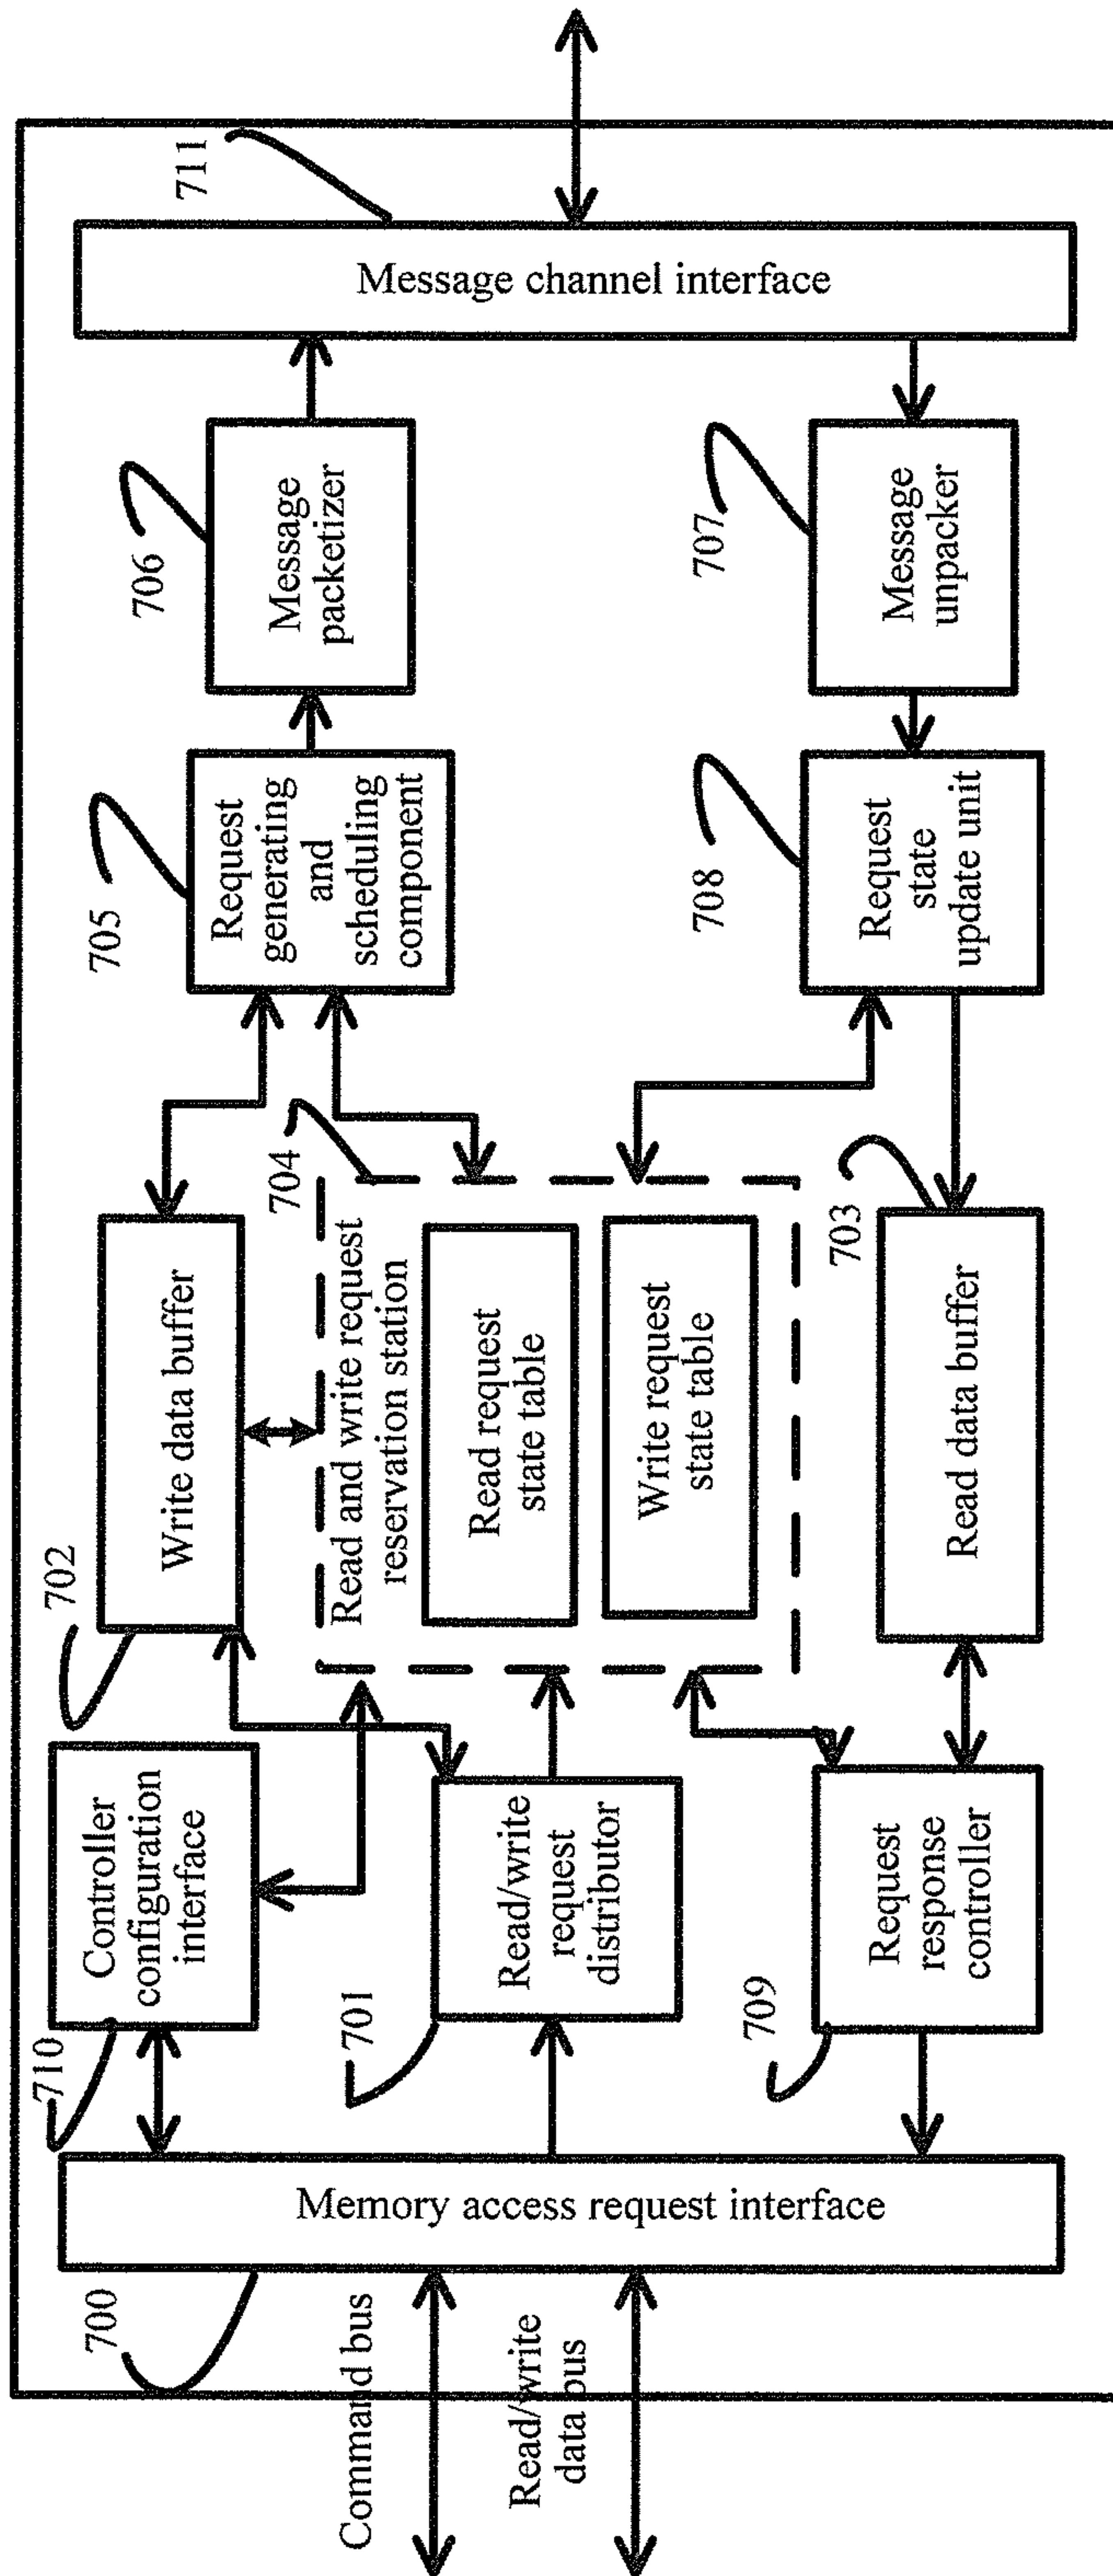 Command bus
Read/write
data bus
700
Memory access request interface
710
Controller
configuration
interface
701
Read/write
request
distributor
709
Request
response
controller
702
Write data buffer
704
Read and write request
reservation station
Read request
state table
Write request
state table
703
Read data buffer
705
Request
generating
and
scheduling
component
708
Request
state
update unit
706
Message
packetizer
707
Message
unpacker
711
Message channel interface